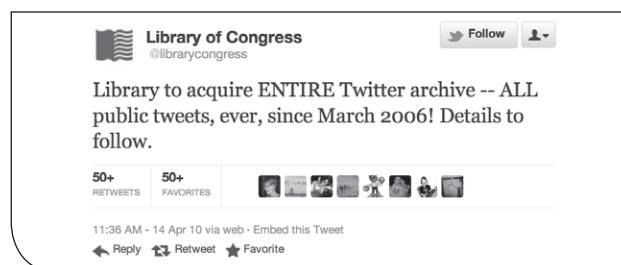 Library of Congress
@librarycongress
Follow
Library to acquire ENTIRE Twitter archive -- ALL
public tweets, ever, since March 2006! Details to
follow.
50+ 50+
RETWEETS FAVORITES
11:36 AM - 14 Apr 10 via web · Embed this Tweet
Reply Retweet Favorite